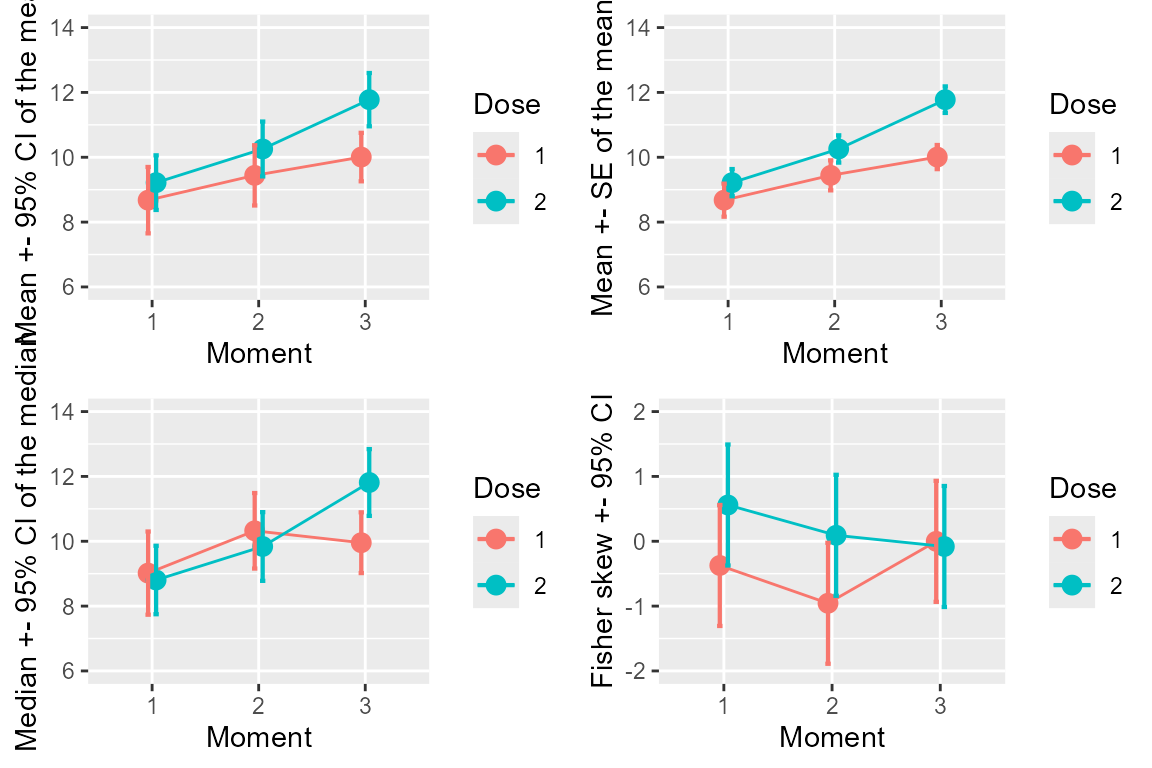 Mean +- 95% CI of the mea
14
12
10
8
6
1 2 3
Moment
Dose
1
2
Mean +- SE of the mean
14
12
10
8
6
1 2 3
Moment
Dose
1
2
Median +- 95% CI of the median
14
12
10
8
6
1 2 3
Moment
Dose
1
2
Fisher skew +- 95% CI
2
1
0
-1
-2
1 2 3
Moment
Dose
1
2